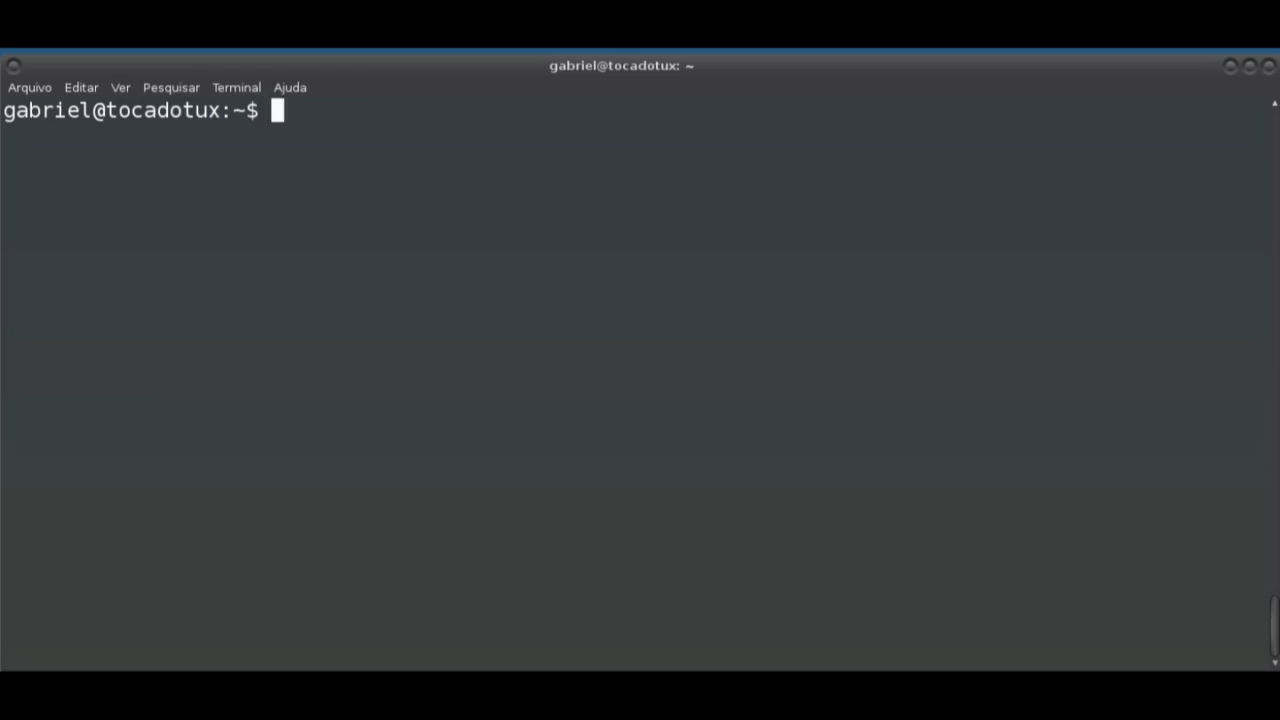 gabriel@tocadotux: ~
Arquivo Editar Ver Pesquisar Terminal Ajuda
gabriel@tocadotux:~$